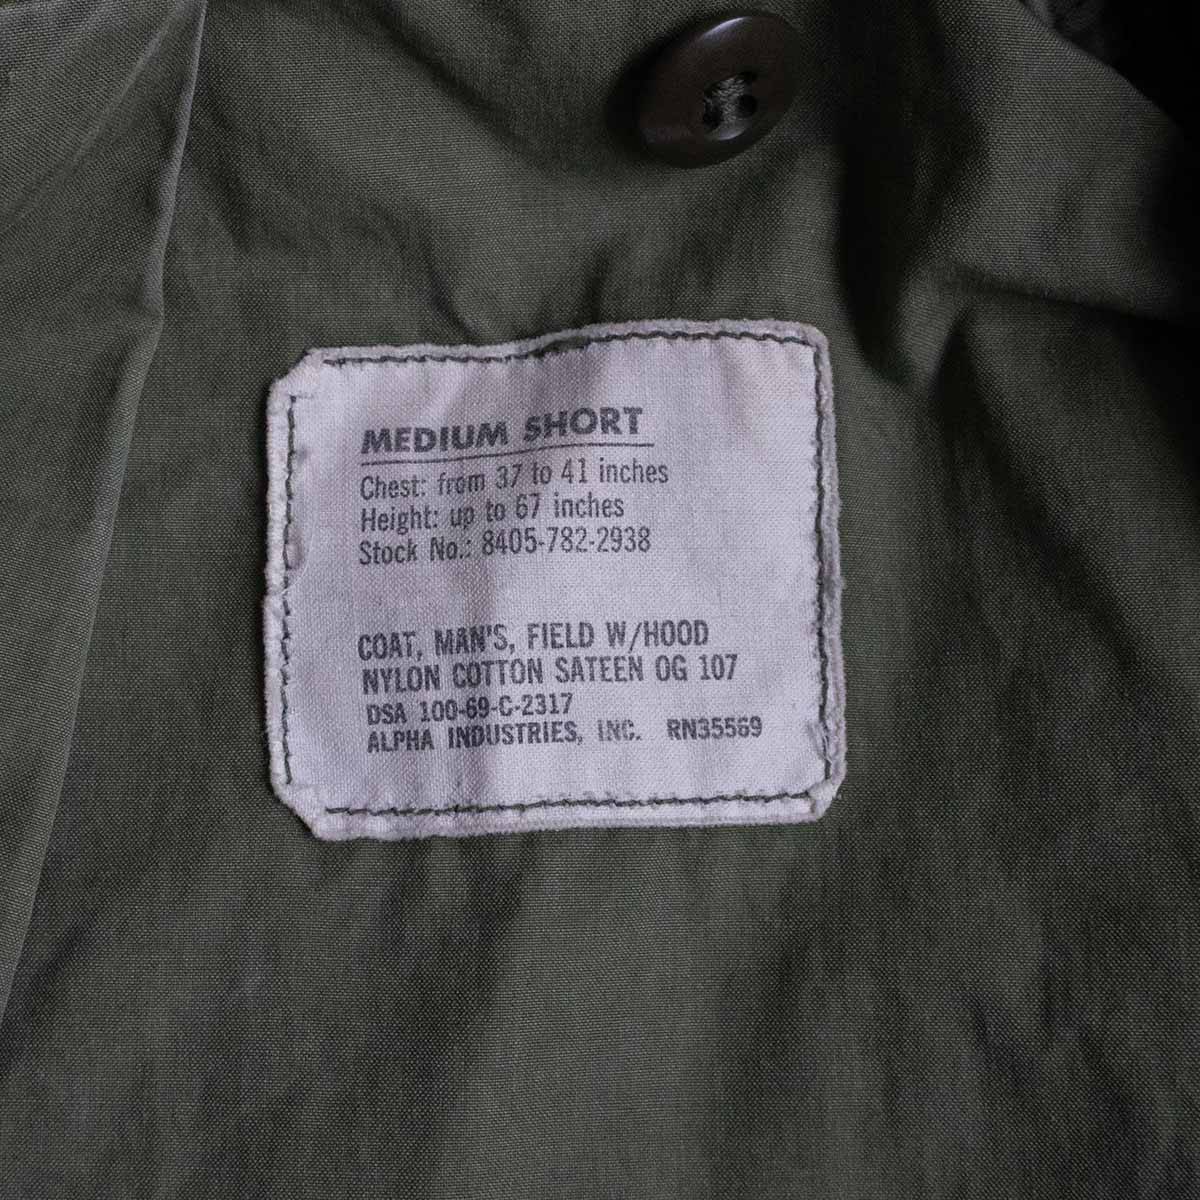 MEDIUM SHORT
Chest: from 37 to 41 inches
Height: up to 67 inches
Stock No.: 8405-782-2938
COAT, MAN'S, FIELD W/HOOD
NYLON COTTON SATEEN OG 107
DSA 100-69-C-2317
ALPHA INDUSTRIES, INC. RN35569